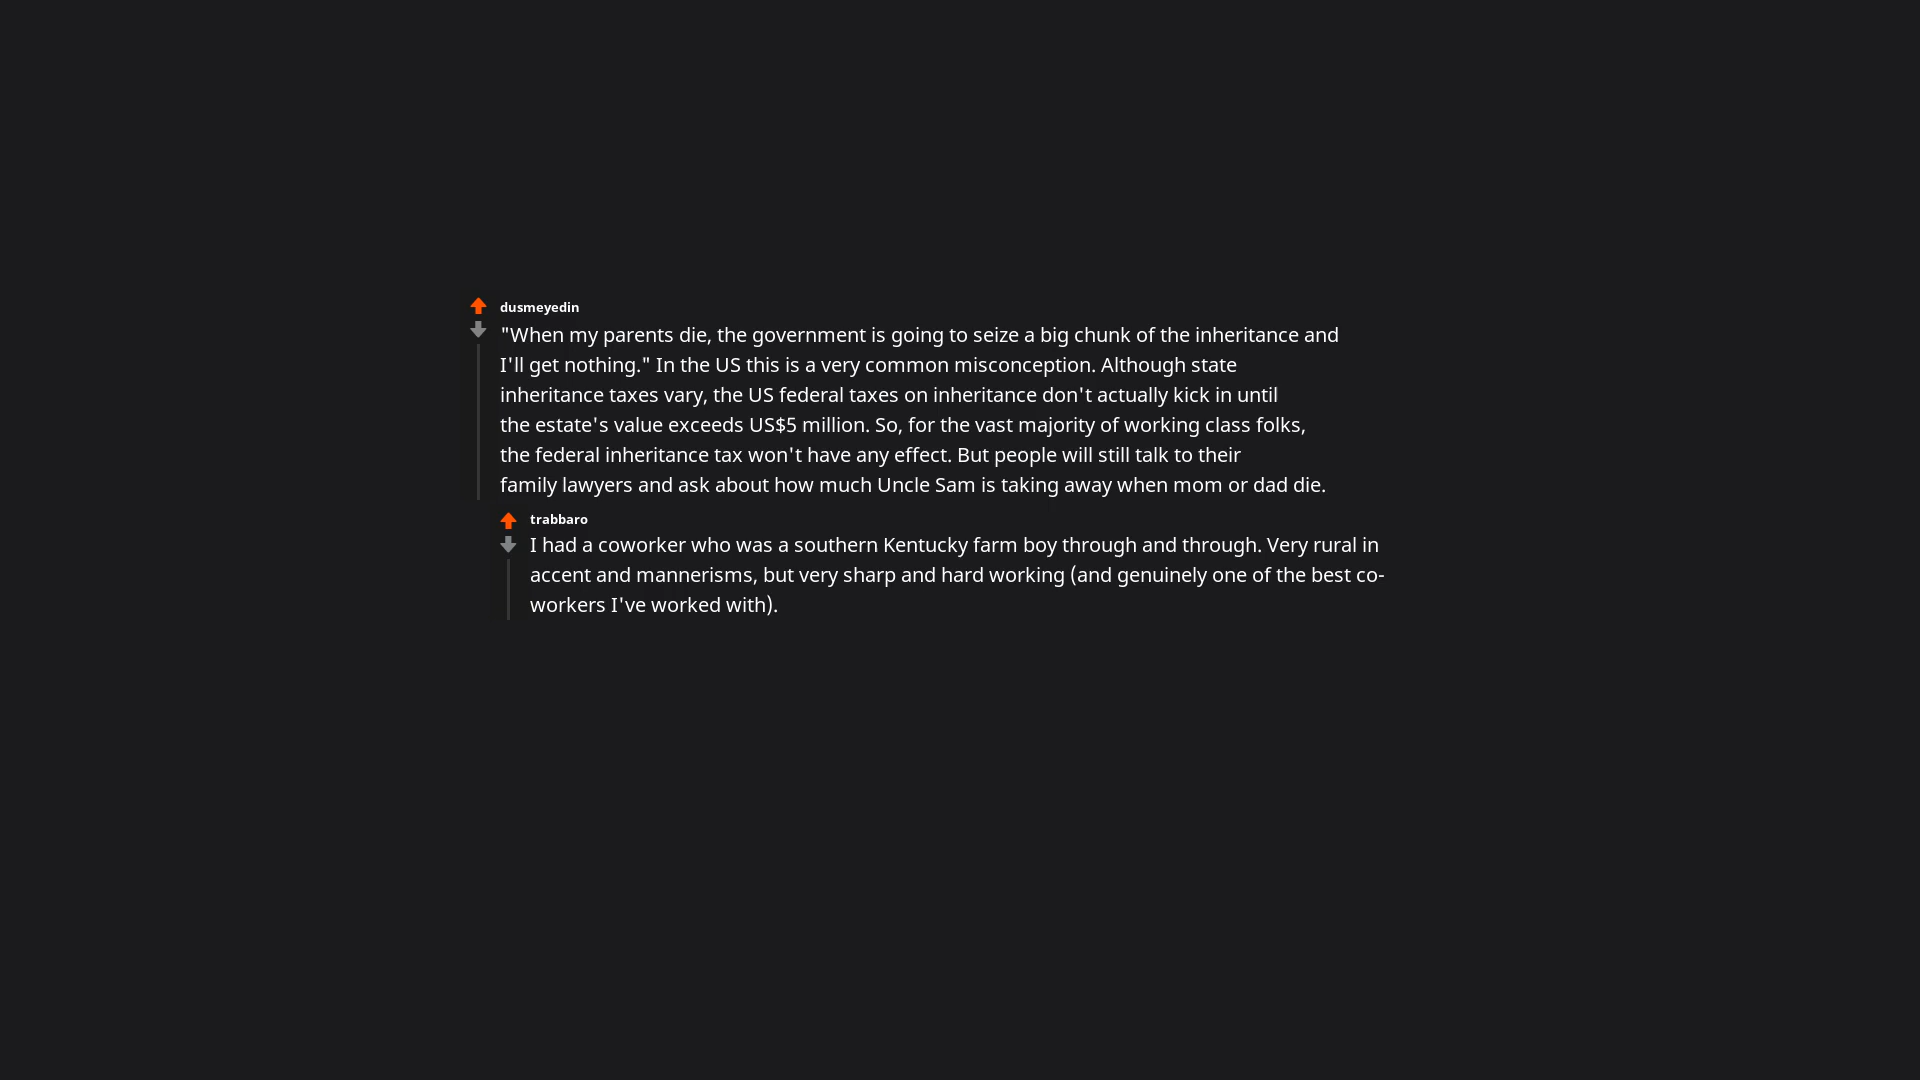 dusmeyedin
"When my parents die, the government is going to seize a big chunk of the inheritance and
I'll get nothing." In the US this is a very common misconception. Although state
inheritance taxes vary, the US federal taxes on inheritance don't actually kick in until
the estate's value exceeds US$5 million. So, for the vast majority of working class folks,
the federal inheritance tax won't have any effect. But people will still talk to their
family lawyers and ask about how much Uncle Sam is taking away when mom or dad die.
trabbaro
I had a coworker who was a southern Kentucky farm boy through and through. Very rural in
accent and mannerisms, but very sharp and hard working (and genuinely one of the best co-
workers I've worked with).